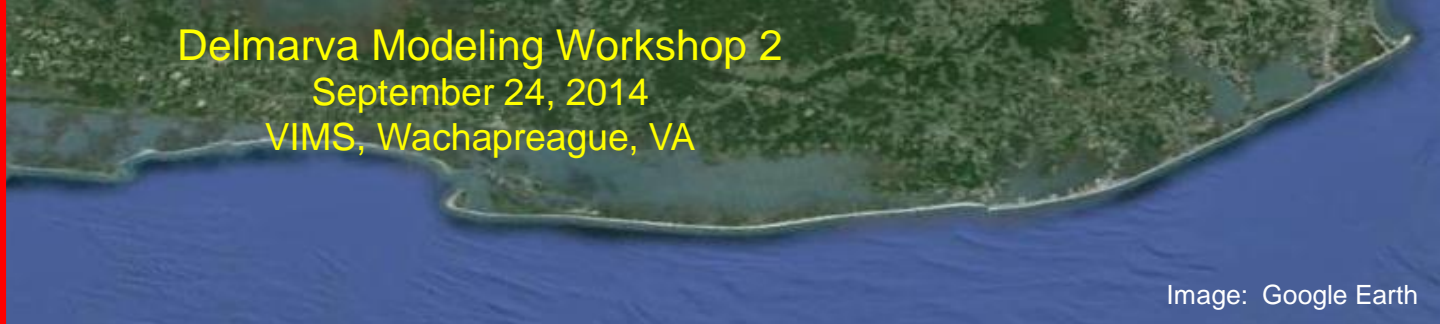 Delmarva Modeling Workshop 2
September 24, 2014
VIMS, Wachapreague, VA
Image: Google Earth